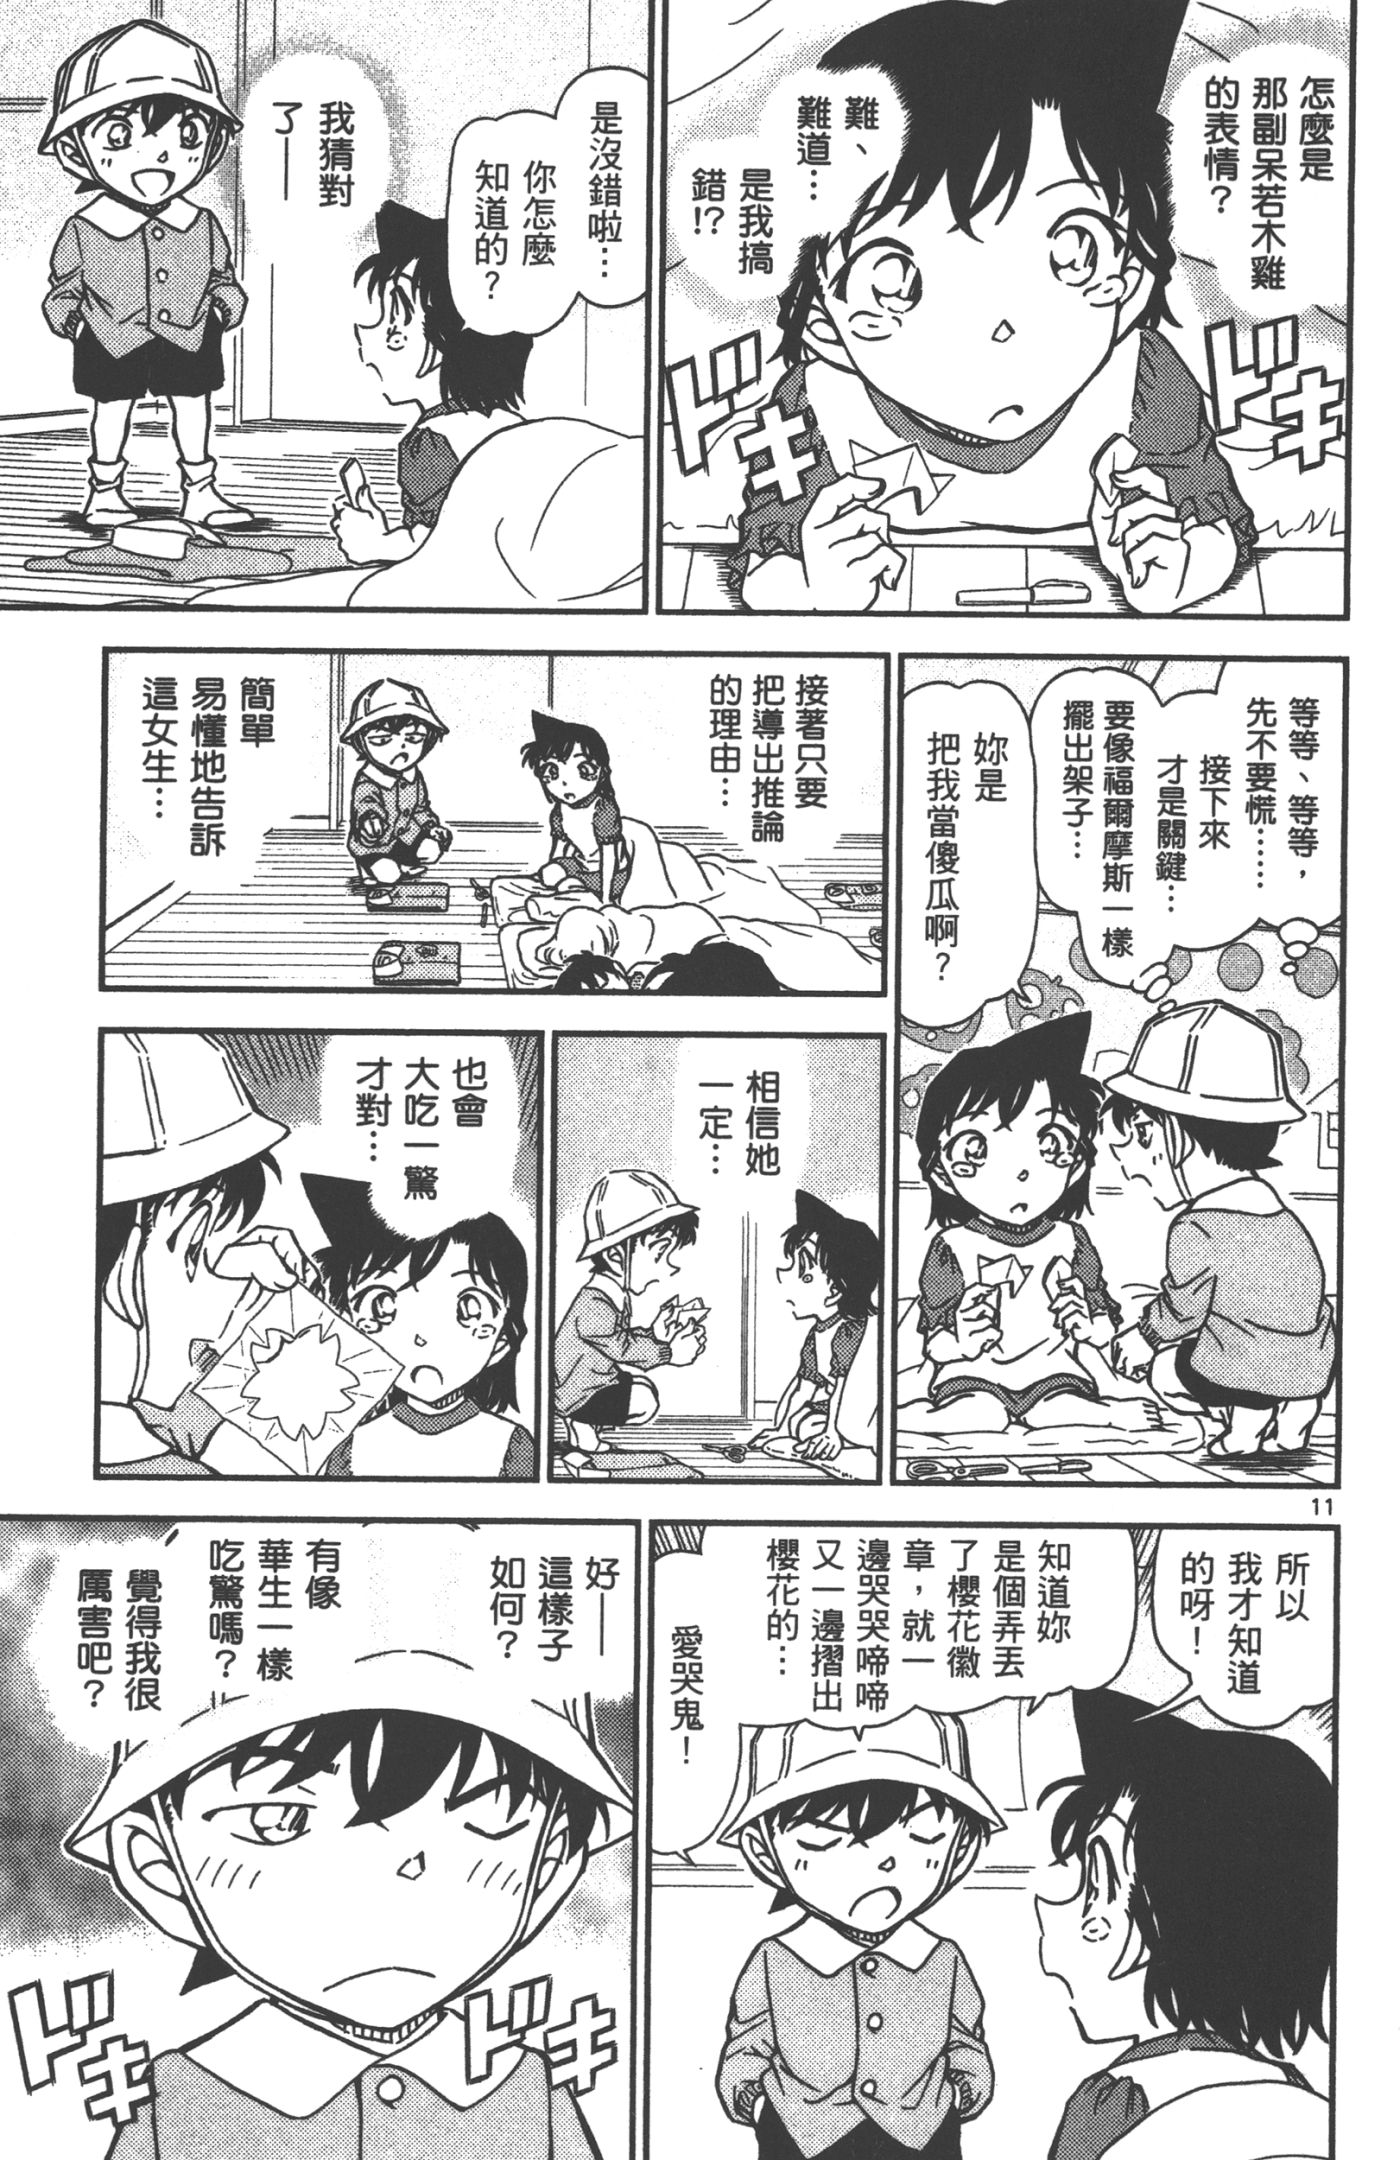 怎麼是
那副呆若木雞
的表情？
難、
難道…
是我搞
錯!?
ドキ
ドキ
是沒錯啦…
你怎麼
知道的？
我猜對
了—
等等、等等，
先不要慌……
接下來
才是關鍵…
要像福爾摩斯一樣
擺出架子…
妳是
把我當傻瓜啊？
接著只要
把導出推論
的理由…
簡單
易懂地告訴
這女生…
相信她
一定…
也會
大吃一驚
才對…
11
所以
我才知道
的呀！
知道妳
是個弄丟
了櫻花徽
章，就一
邊哭哭啼啼
又一邊摺出
櫻花的…
愛哭鬼！
好—
這樣子
如何？
有像
華生一樣
吃驚嗎？
覺得我很
厲害吧？
ドキ
ドキ